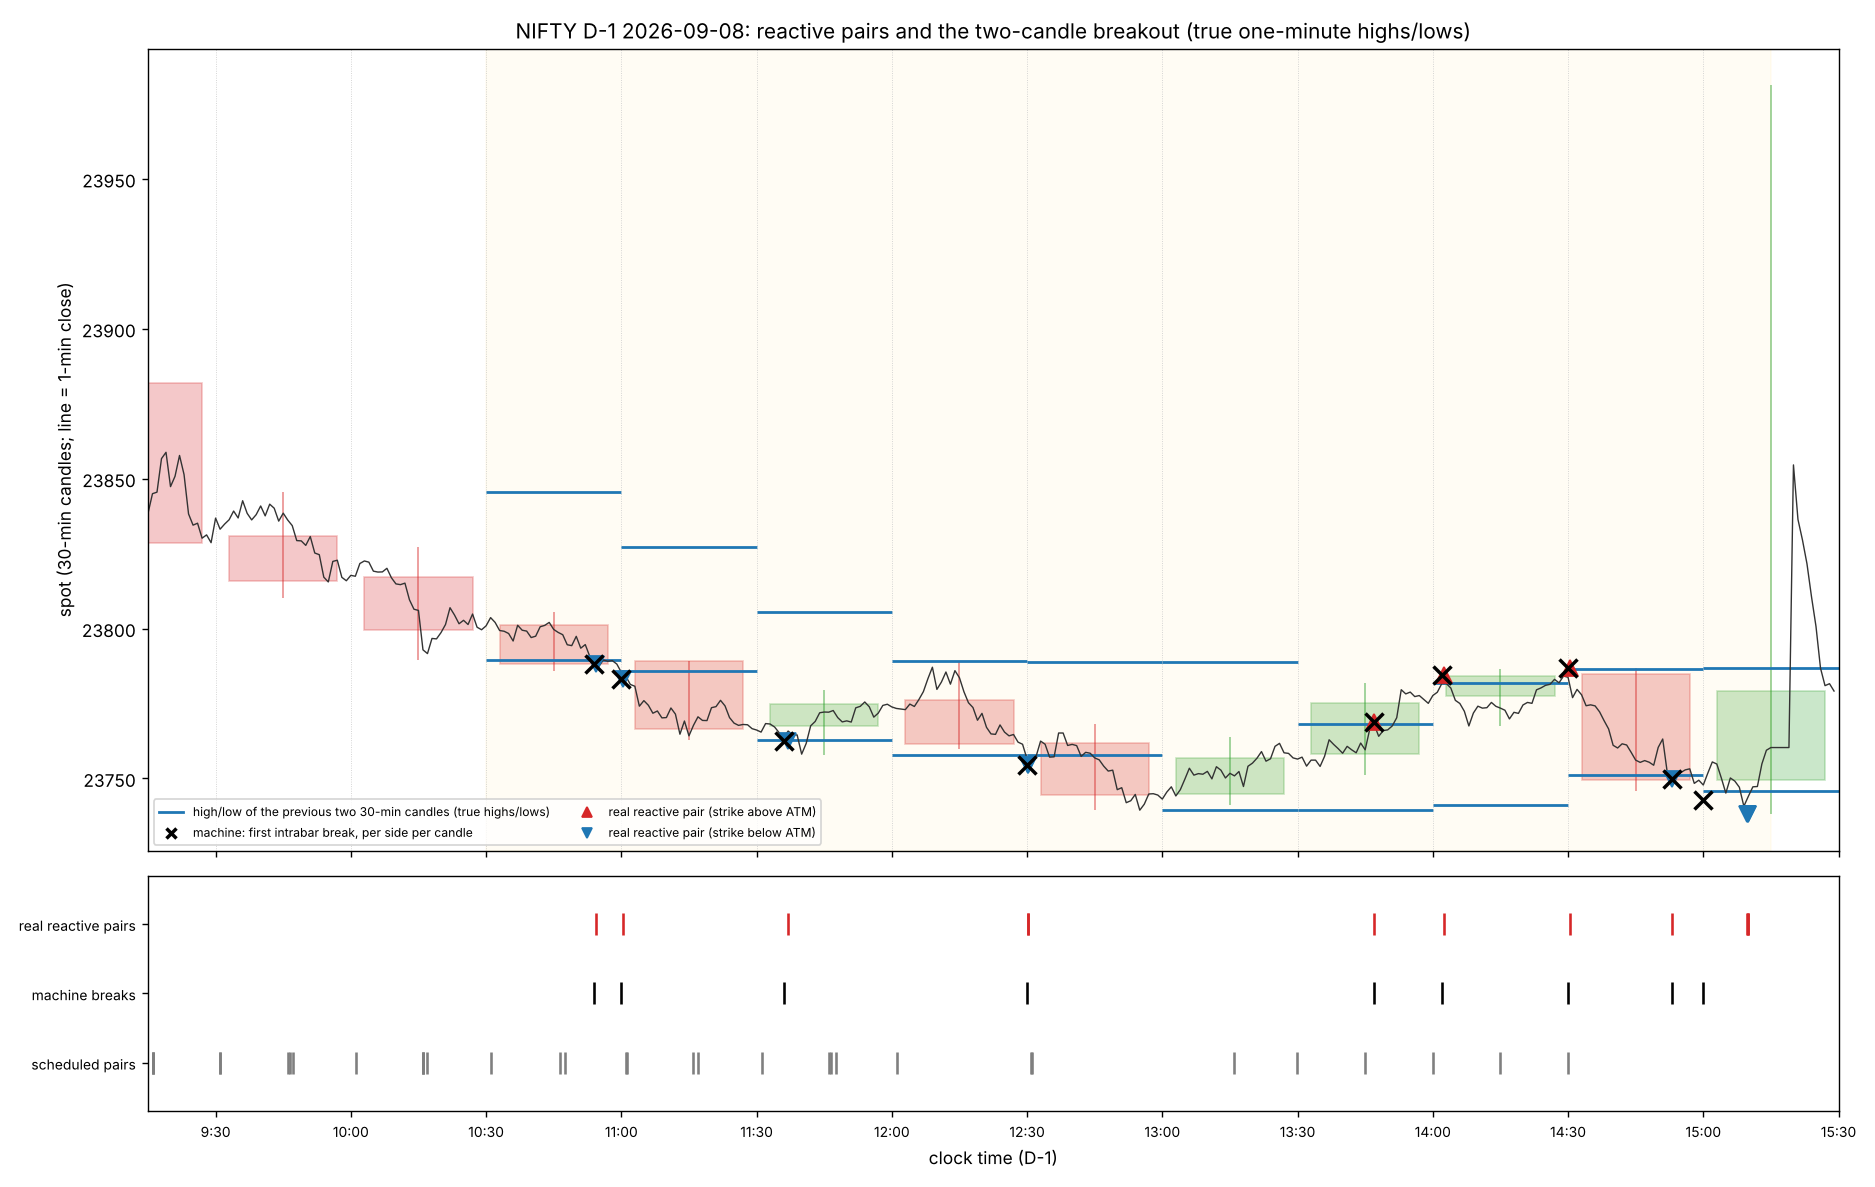 NIFTY D-1 2026-09-08: reactive pairs and the two-candle breakout (true one-minute highs/lows)
spot (30-min candles; line = 1-min close)
23950
23900
23850
23800
23750
high/low of the previous two 30-min candles (true highs/lows)
machine: first intrabar break, per side per candle
real reactive pair (strike above ATM)
real reactive pair (strike below ATM)
real reactive pairs
machine breaks
scheduled pairs
9:30
10:00
10:30
11:00
11:30
12:00
12:30
13:00
13:30
14:00
14:30
15:00
15:30
clock time (D-1)